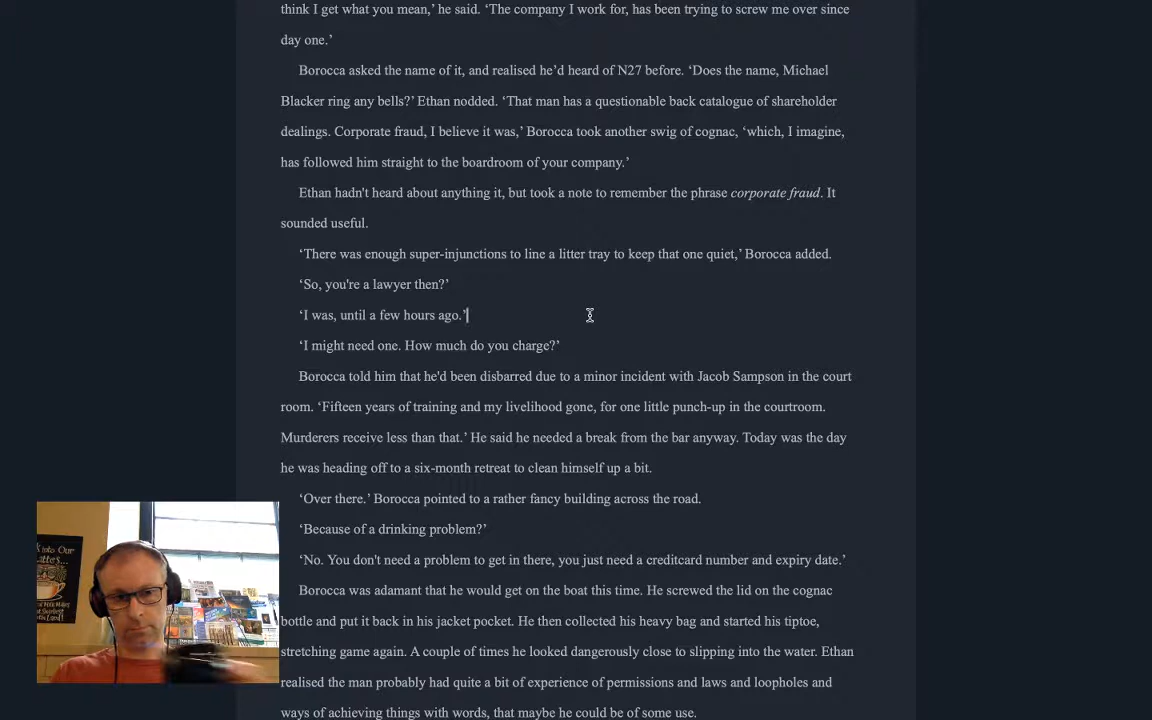 think I get what you mean,’ he said. ‘The company I work for, has been trying to screw me over since
day one.’
Borocca asked the name of it, and realised he’d heard of N27 before. ‘Does the name, Michael
Blacker ring any bells?’ Ethan nodded. ‘That man has a questionable back catalogue of shareholder
dealings. Corporate fraud, I believe it was,’ Borocca took another swig of cognac, ‘which, I imagine,
has followed him straight to the boardroom of your company.’
Ethan hadn't heard about anything it, but took a note to remember the phrase corporate fraud. It
sounded useful.
‘There was enough super-injunctions to line a litter tray to keep that one quiet,’ Borocca added.
‘So, you're a lawyer then?’
‘I was, until a few hours ago.’
‘I might need one. How much do you charge?’
Borocca told him that he'd been disbarred due to a minor incident with Jacob Sampson in the court
room. ‘Fifteen years of training and my livelihood gone, for one little punch-up in the courtroom.
Murderers receive less than that.’ He said he needed a break from the bar anyway. Today was the day
he was heading off to a six-month retreat to clean himself up a bit.
‘Over there.’ Borocca pointed to a rather fancy building across the road.
‘Because of a drinking problem?’
‘No. You don't need a problem to get in there, you just need a creditcard number and expiry date.’
Borocca was adamant that he would get on the boat this time. He screwed the lid on the cognac
bottle and put it back in his jacket pocket. He then collected his heavy bag and started his tiptoe,
stretching game again. A couple of times he looked dangerously close to slipping into the water. Ethan
realised the man probably had quite a bit of experience of permissions and laws and loopholes and
ways of achieving things with words, that maybe he could be of some use.